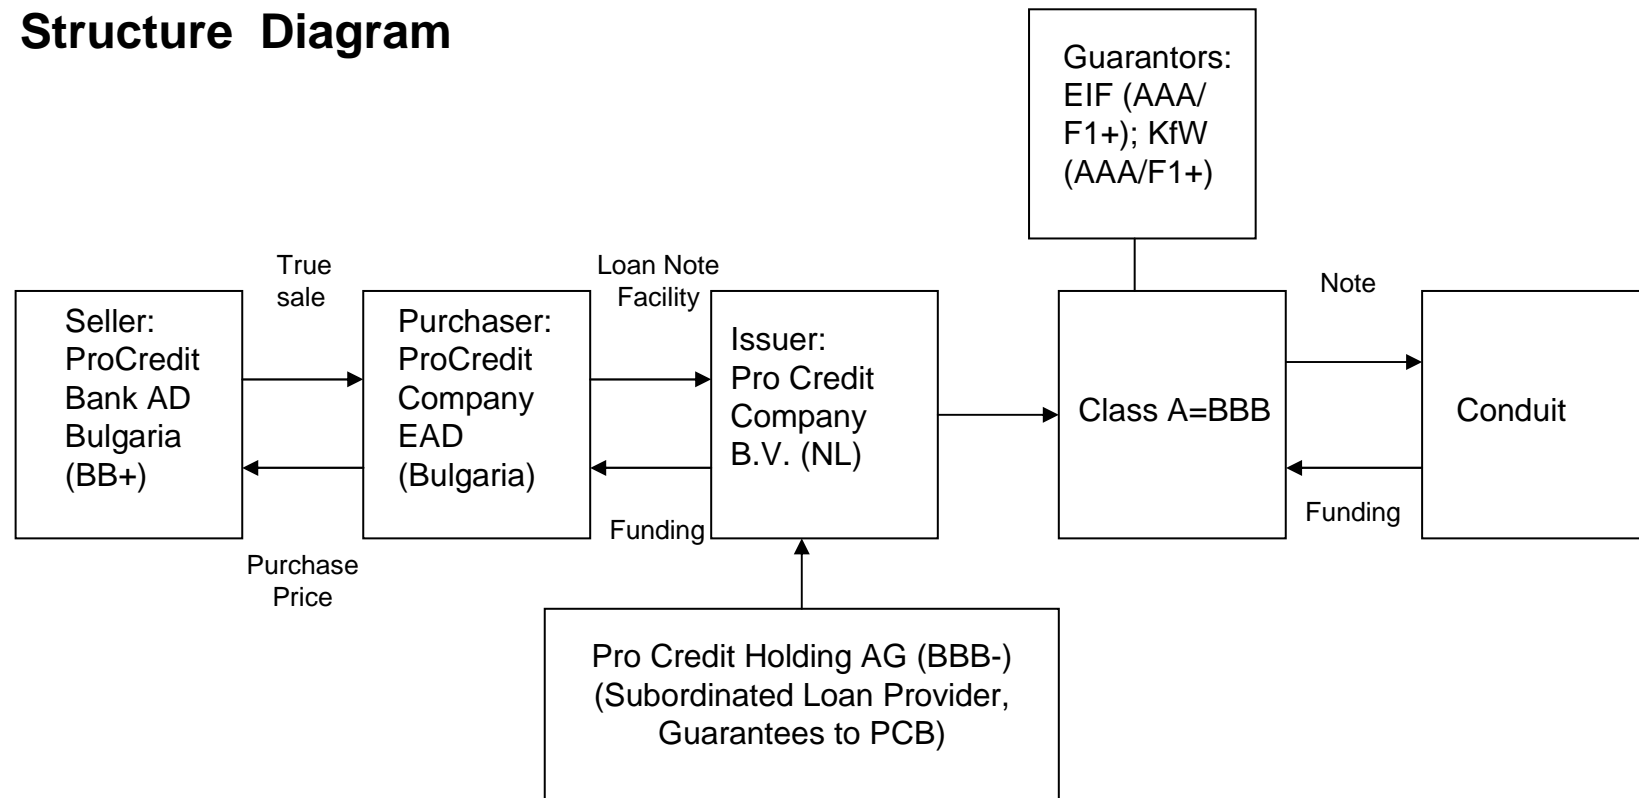 Structure Diagram
Guarantors:
EIF (AAA/
F1+); KfW
(AAA/F1+)
True
sale
Loan Note
Facility
Note
Seller:
ProCredit
Bank AD
Bulgaria
(BB+)
Purchaser:
ProCredit
Company
EAD
(Bulgaria)
Issuer:
Pro Credit
Company
B.V. (NL)
Class A=BBB
Conduit
Purchase
Price
Funding
Funding
Pro Credit Holding AG (BBB-)
(Subordinated Loan Provider,
Guarantees to PCB)